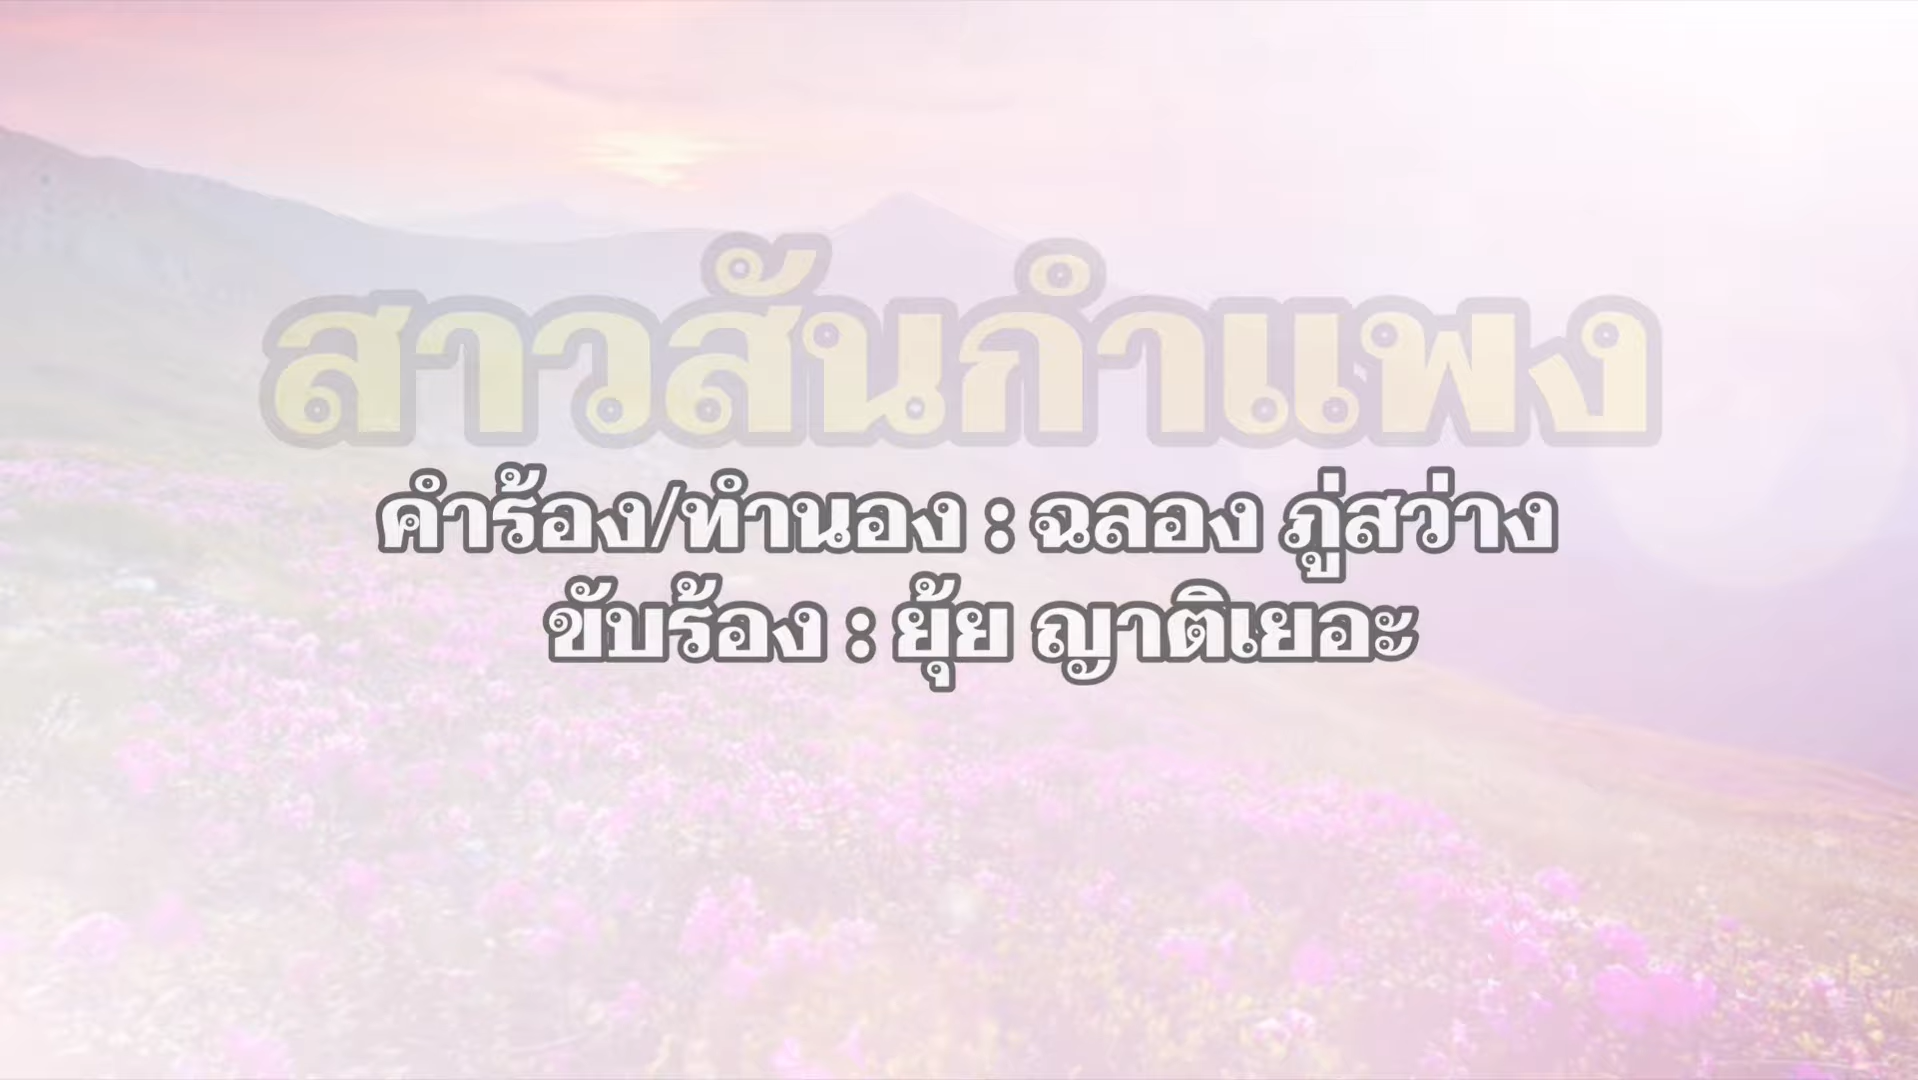 สาวสันกำแพง
คำร้อง/ทำนอง : ฉลอง ภู่สว่าง
ขับร้อง : ยุ้ย ญาติเยอะ